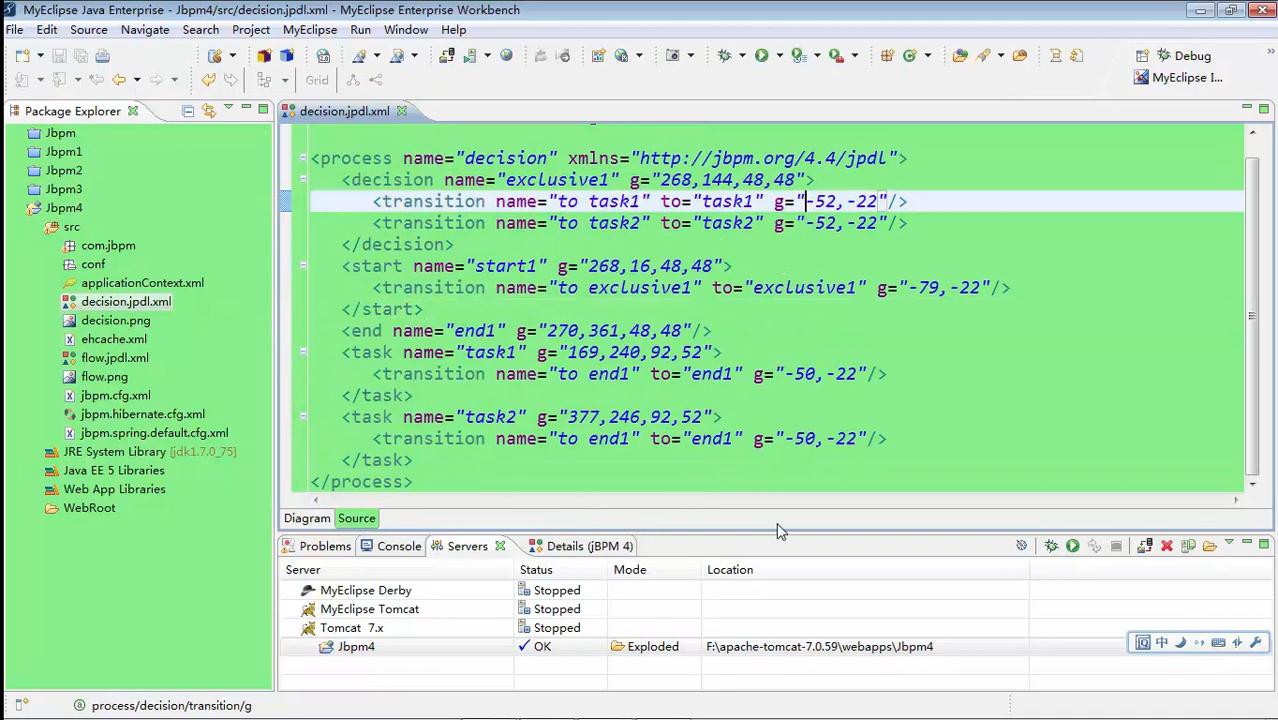 MyEclipse Java Enterprise - Jbpm4/src/decision.jpdl.xml - MyEclipse Enterprise Workbench
File Edit Source Navigate Search Project MyEclipse Run Window Help
Debug
Grid
MyEclipse I...
Package Explorer
decision.jpdl.xml
Jbpm
Jbpm1
Jbpm2
Jbpm3
Jbpm4
src
com.jbpm
conf
applicationContext.xml
decision.jpdl.xml
decision.png
ehcache.xml
flow.jpdl.xml
flow.png
jbpm.cfg.xml
jbpm.hibernate.cfg.xml
jbpm.spring.default.cfg.xml
JRE System Library [jdk1.7.0_75]
Java EE 5 Libraries
Web App Libraries
WebRoot
<process name="decision" xmlns="http://jbpm.org/4.4/jpdl">
<decision name="exclusive1" g="268,144,48,48">
<transition name="to task1" to="task1" g="-52,-22"/>
<transition name="to task2" to="task2" g="-52,-22"/>
</decision>
<start name="start1" g="268,16,48,48">
<transition name="to exclusive1" to="exclusive1" g="-79,-22"/>
</start>
<end name="end1" g="270,361,48,48"/>
<task name="task1" g="169,240,92,52">
<transition name="to end1" to="end1" g="-50,-22"/>
</task>
<task name="task2" g="377,246,92,52">
<transition name="to end1" to="end1" g="-50,-22"/>
</task>
</process>
Diagram Source
Problems Console Servers Details (jBPM 4)
Server Status Mode Location
MyEclipse Derby Stopped
MyEclipse Tomcat Stopped
Tomcat 7.x Stopped
Jbpm4 OK Exploded F:\apache-tomcat-7.0.59\webapps\Jbpm4
中
process/decision/transition/g